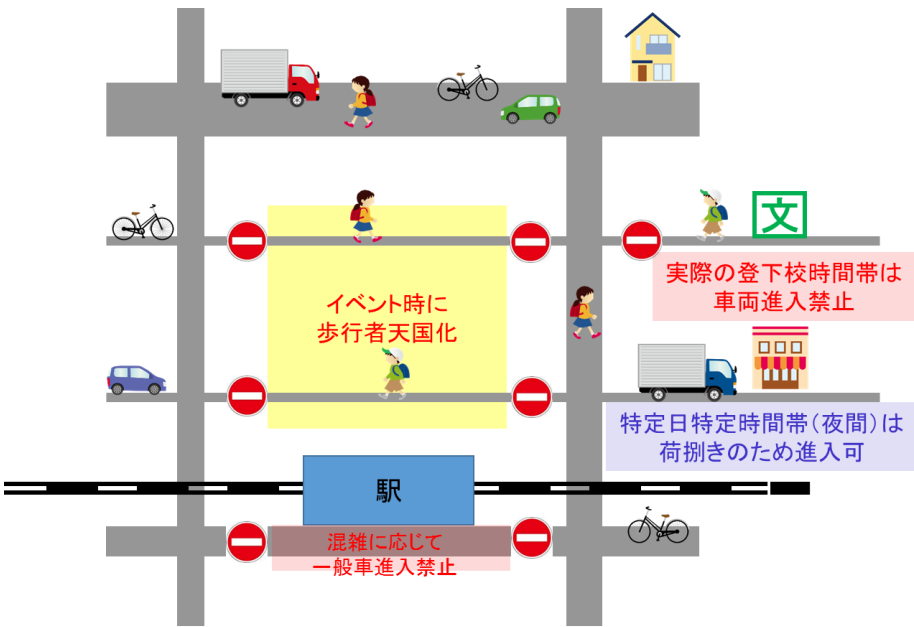 文
実際の登下校時間帯は
車両進入禁止
イベント時に
歩行者天国化
特定日特定時間帯(夜間)は
荷捌きのため進入可
駅
混雑に応じて
一般車進入禁止